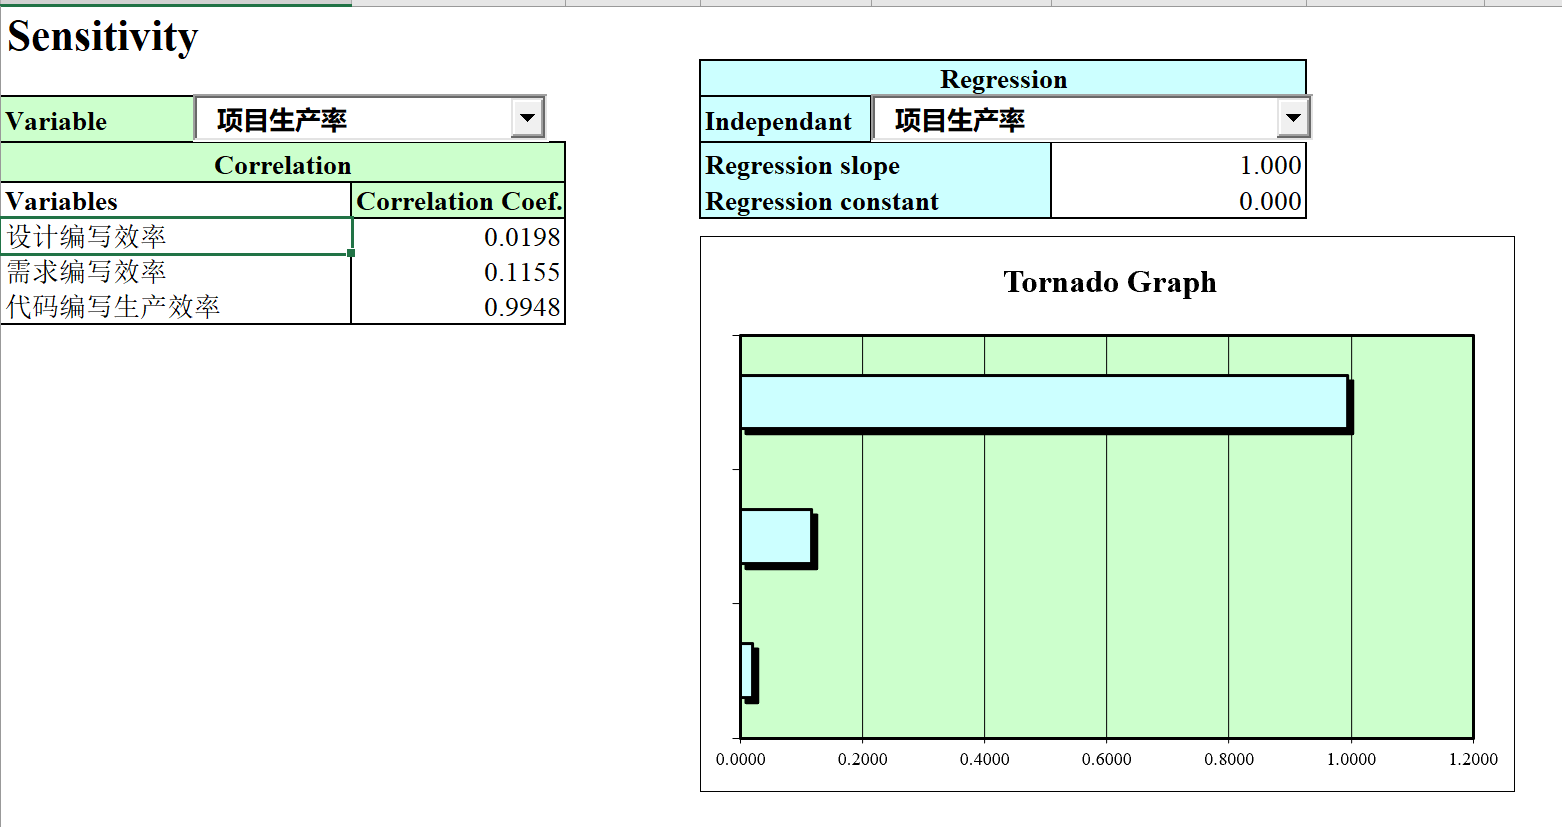 Sensitivity
Variable 项目生产率
Correlation
Variables Correlation Coef.
设计编写效率 0.0198
需求编写效率 0.1155
代码编写生产效率 0.9948
Regression
Independant 项目生产率
Regression slope 1.000
Regression constant 0.000
Tornado Graph
0.0000 0.2000 0.4000 0.6000 0.8000 1.0000 1.2000